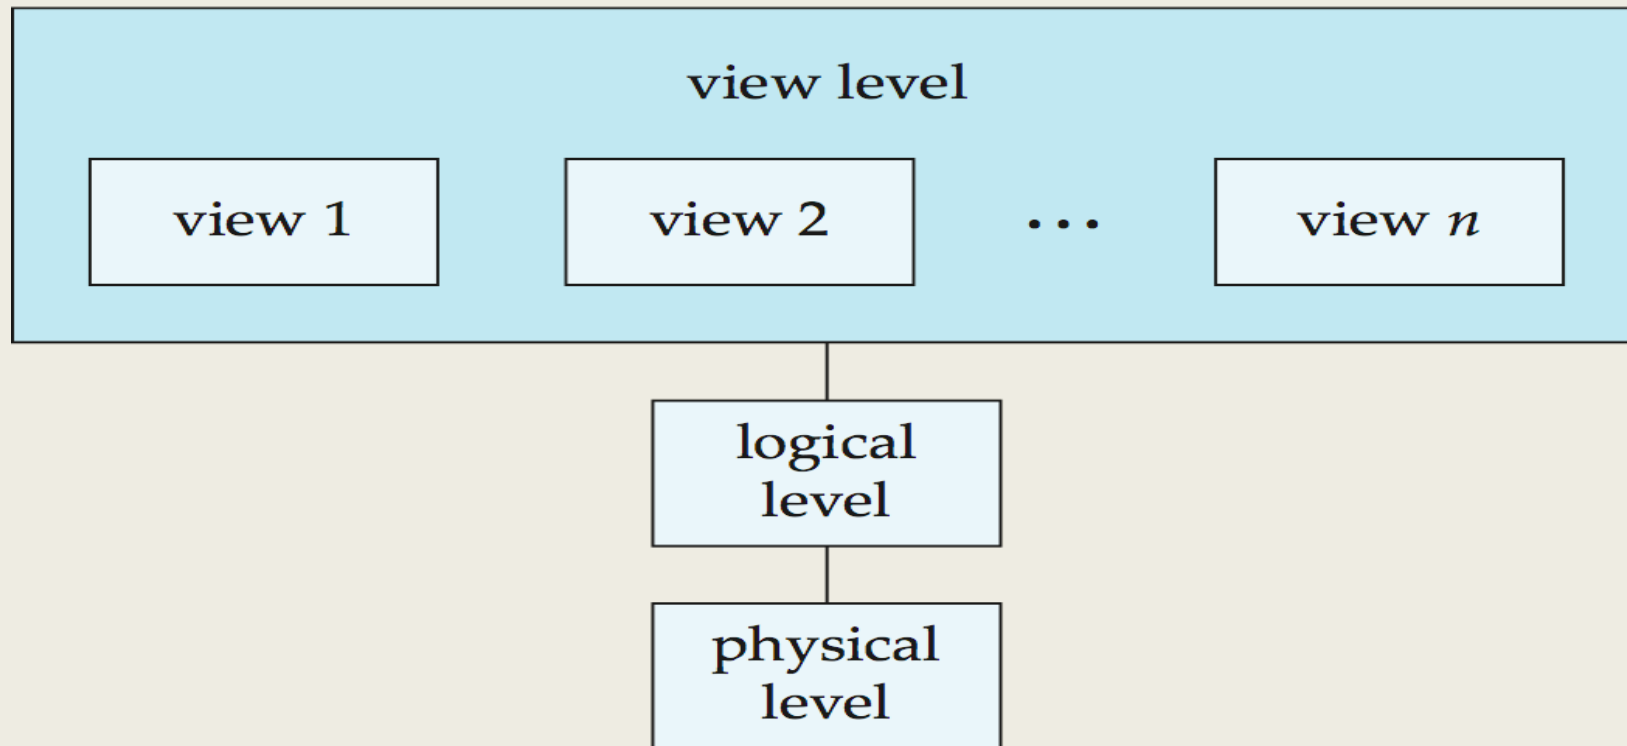 view level
view 1
view 2
...
view n
logical
level
physical
level